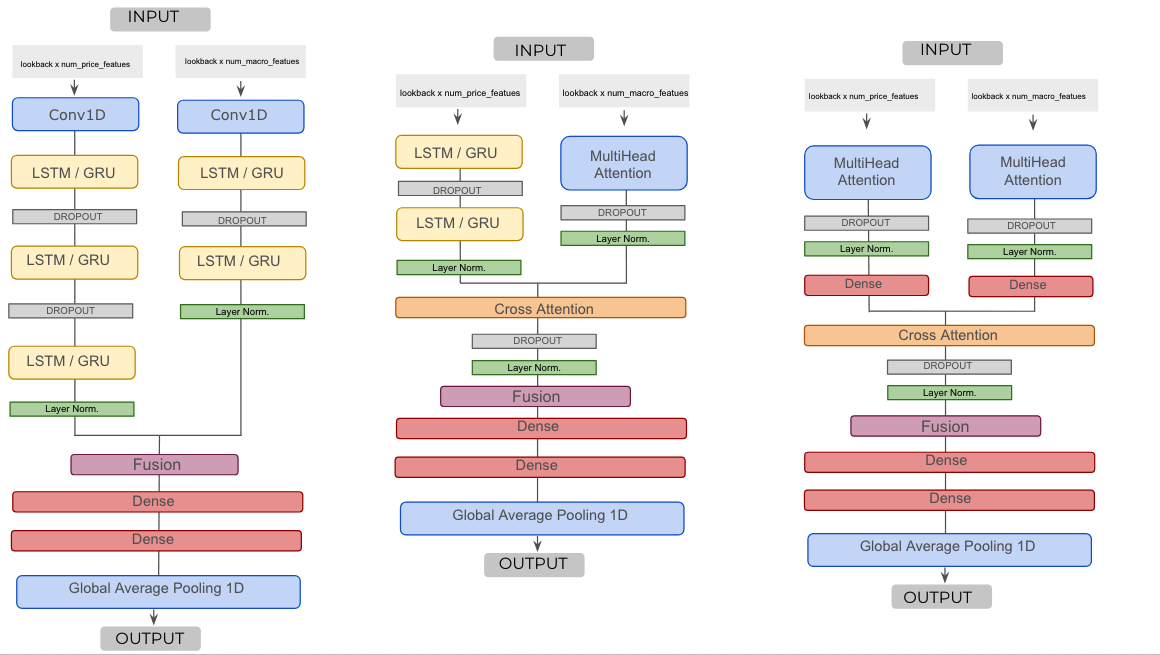 INPUT
lookback x num_price_featues
lookback x num_macro_featues
Conv1D
Conv1D
LSTM / GRU
LSTM / GRU
DROPOUT
DROPOUT
LSTM / GRU
LSTM / GRU
DROPOUT
Layer Norm.
LSTM / GRU
Layer Norm.
Fusion
Dense
Dense
Global Average Pooling 1D
OUTPUT
INPUT
lookback x num_price_featues
lookback x num_macro_features
LSTM / GRU
MultiHead
Attention
DROPOUT
DROPOUT
LSTM / GRU
Layer Norm.
Layer Norm.
Cross Attention
DROPOUT
Layer Norm.
Fusion
Dense
Dense
Global Average Pooling 1D
OUTPUT
INPUT
lookback x num_price_featues
lookback x num_macro_featues
MultiHead
Attention
MultiHead
Attention
DROPOUT
DROPOUT
Layer Norm.
Layer Norm.
Dense
Dense
Cross Attention
DROPOUT
Layer Norm.
Fusion
Dense
Dense
Global Average Pooling 1D
OUTPUT